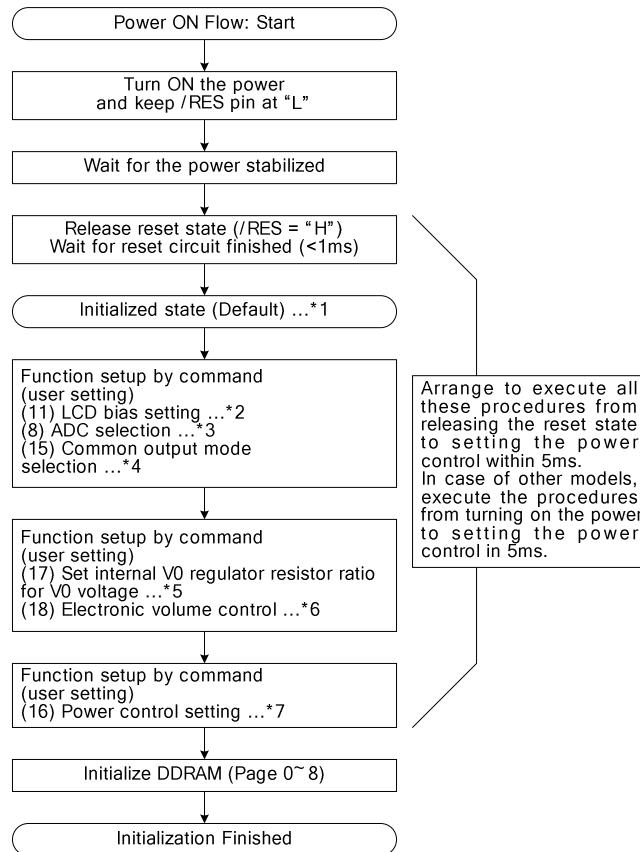 Power ON Flow: Start
Turn ON the power
and keep /RES pin at “L”
Wait for the power stabilized
Release reset state (/RES = “H”)
Wait for reset circuit finished (<1ms)
Initialized state (Default) ...*1
Function setup by command
(user setting)
(11) LCD bias setting ...*2
(8) ADC selection ...*3
(15) Common output mode
selection ...*4
Function setup by command
(user setting)
(17) Set internal V0 regulator resistor ratio
for V0 voltage ...*5
(18) Electronic volume control ...*6
Function setup by command
(user setting)
(16) Power control setting ...*7
Initialize DDRAM (Page 0~8)
Initialization Finished
Arrange to execute all
these procedures from
releasing the reset state
to setting the power
control within 5ms.
In case of other models,
execute the procedures
from turning on the power
to setting the power
control in 5ms.